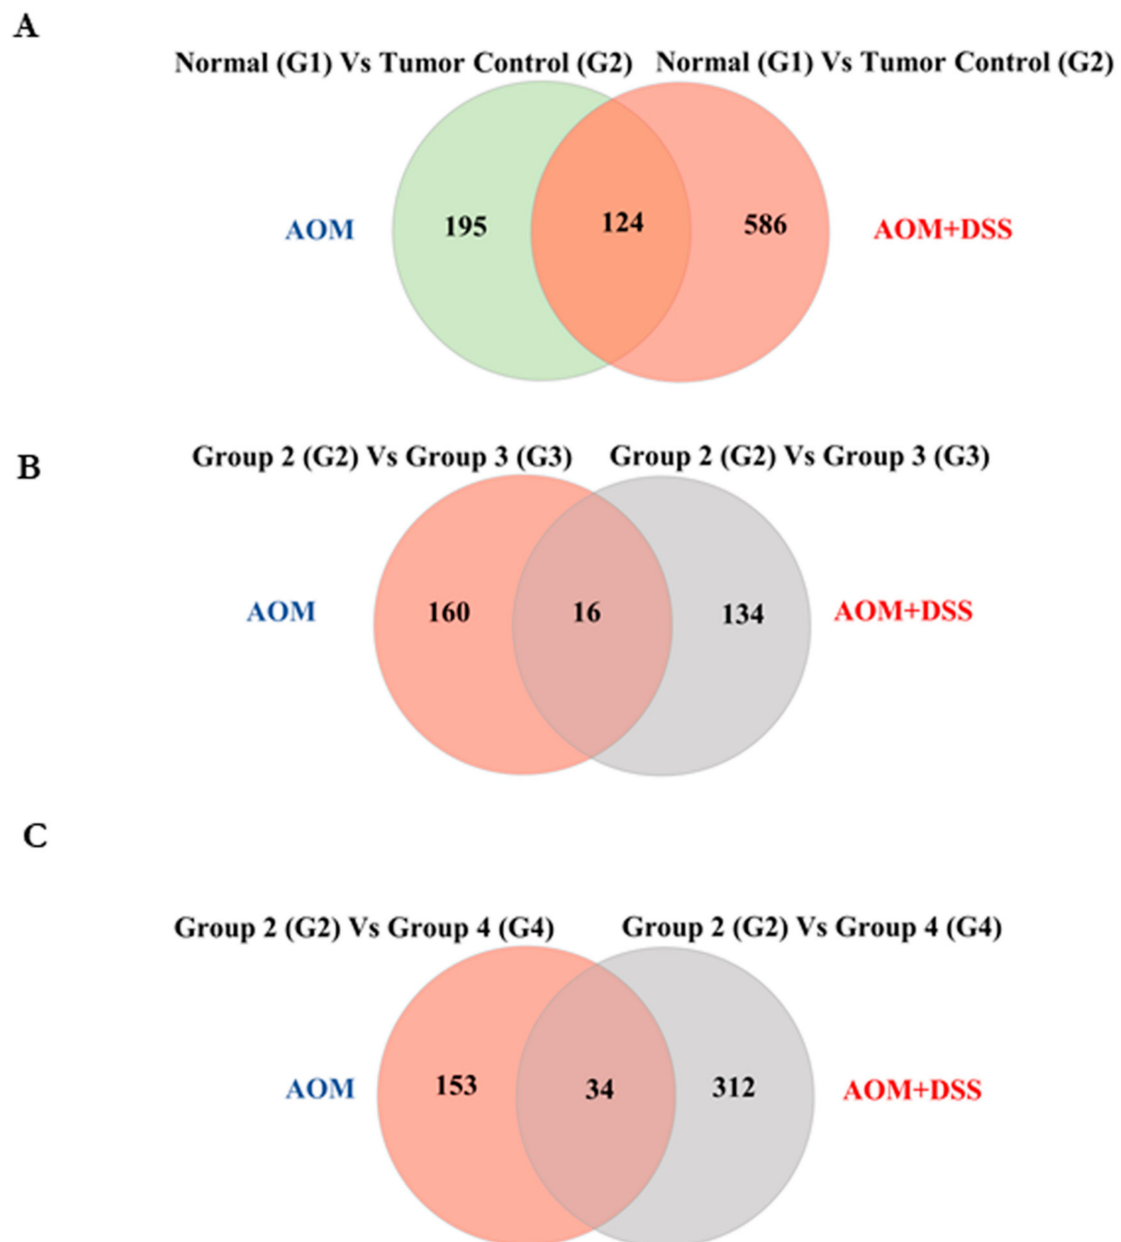 A
Normal (G1) Vs Tumor Control (G2) Normal (G1) Vs Tumor Control (G2)
AOM 195 124 586 AOM+DSS
B
Group 2 (G2) Vs Group 3 (G3) Group 2 (G2) Vs Group 3 (G3)
AOM 160 16 134 AOM+DSS
C
Group 2 (G2) Vs Group 4 (G4) Group 2 (G2) Vs Group 4 (G4)
AOM 153 34 312 AOM+DSS